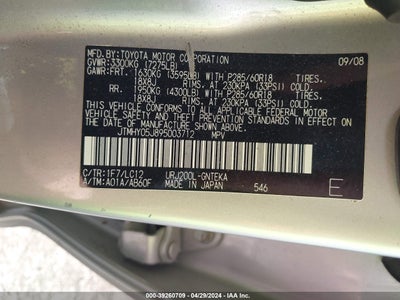 MFD.BY:TOYOTA MOTOR CORPORATION 09/08
GVWR:3300KG (7275LB)
GAWR:FRT.1630KG (3595LB) WITH P285/60R18 TIRES.
18X8J RIMS, AT 230KPA (33PSI) COLD.
RR. 1950KG (4300LB) WITH P285/60R18 TIRES.
18X8J RIMS, AT 230KPA (33PSI) COLD.
THIS VEHICLE CONFORMS TO ALL APPLICABLE FEDERAL
MOTOR VEHICLE SAFETY AND THEFT PREVENTION STANDARDS
IN EFFECT ON THE DATE OF MANUFACTURE SHOWN ABOVE.
JTMHY05J895003712 MPV
C/TR:1F7/LC12 URJ200L-GNTEKA
A/TM:A01A/AB60F MADE IN JAPAN 546 E
000-39260709 - 04/29/2024 - IAAI.COM